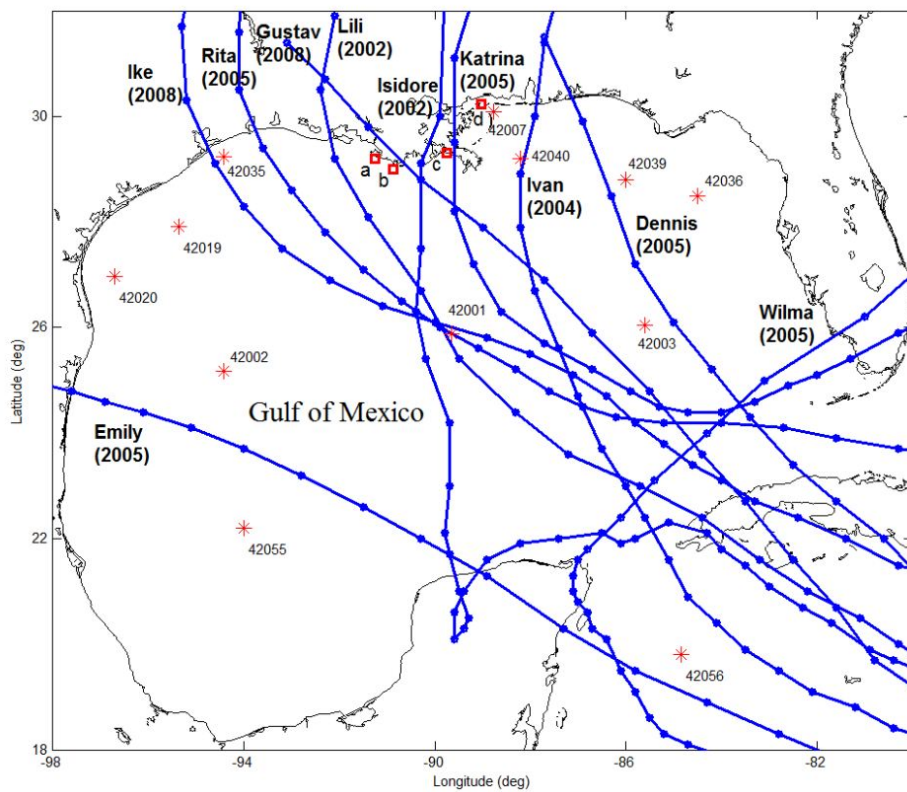 Gustav
(2008)
Lili
(2002)
Rita
(2005)
Ike
(2008)
Isidore
(2002)
Katrina
(2005)
30
d
42007
c
a
b
42035
42040
42039
42036
Ivan
(2004)
Dennis
(2005)
42019
42020
42001
26
42003
Wilma
(2005)
42002
Gulf of Mexico
Emily
(2005)
22
42055
42056
18
-98
-94
-90
-86
-82
Longitude (deg)
Latitude (deg)